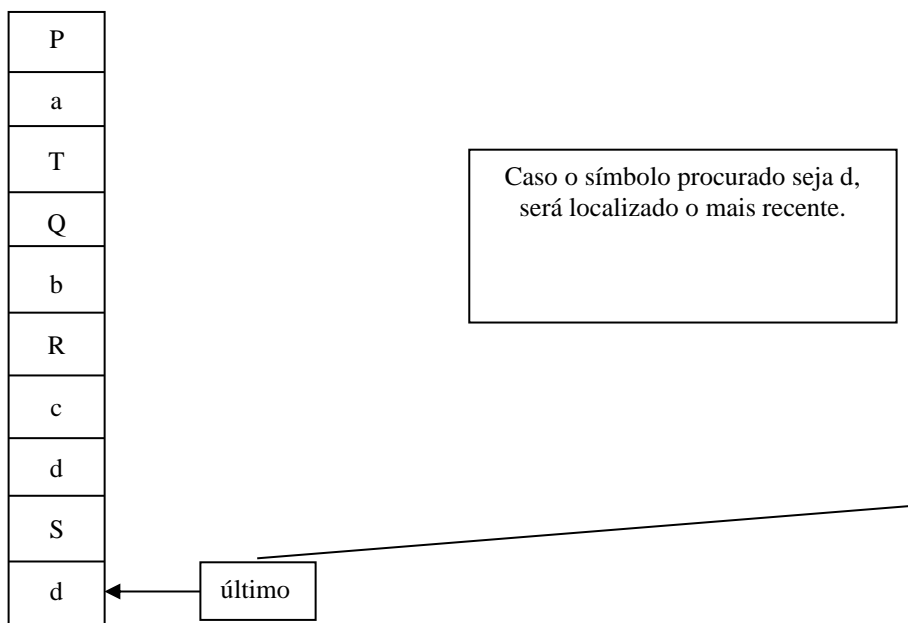 P
a
T
Q
b
R
c
d
S
d
Caso o símbolo procurado seja d,
será localizado o mais recente.
último